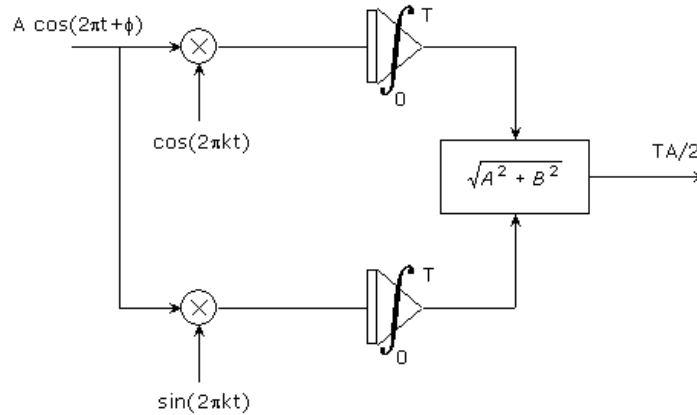 A cos(2πt+ϕ)
T
0
cos(2πkt)
√A² + B²
TA/2
T
0
sin(2πkt)